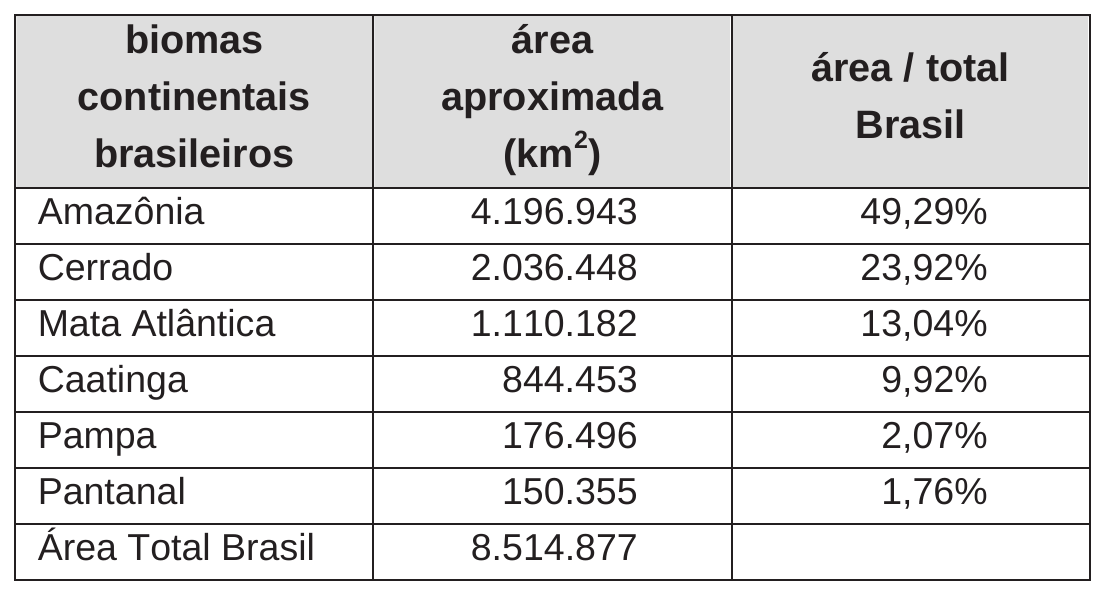 biomas continentais brasileiros	área aproximada (km²)	área / total Brasil
Amazônia	4.196.943	49,29%
Cerrado	2.036.448	23,92%
Mata Atlântica	1.110.182	13,04%
Caatinga	844.453	9,92%
Pampa	176.496	2,07%
Pantanal	150.355	1,76%
Área Total Brasil	8.514.877